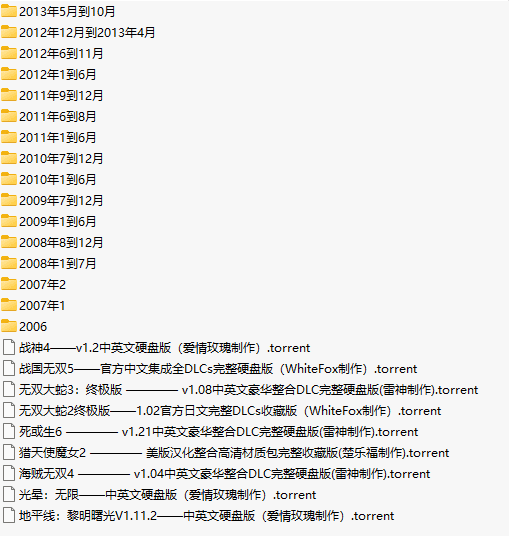 2013年5月到10月
2012年12月到2013年4月
2012年6到11月
2012年1到6月
2011年9到12月
2011年6到8月
2011年1到6月
2010年7到12月
2010年1到6月
2009年7到12月
2009年1到6月
2008年8到12月
2008年1到7月
2007年2
2007年1
2006
战神4——v1.2中英文硬盘版（爱情玫瑰制作）.torrent
战国无双5——官方中文集成全DLCs完整硬盘版（WhiteFox制作）.torrent
无双大蛇3：终极版 ———— v1.08中英文豪华整合DLC完整硬盘版(雷神制作).torrent
无双大蛇2终极版——1.02官方日文完整DLCs收藏版（WhiteFox制作）.torrent
死或生6 ———— v1.21中英文豪华整合DLC完整硬盘版(雷神制作).torrent
猎天使魔女2 ———— 美版汉化整合高清材质包完整收藏版(楚乐福制作).torrent
海贼无双4 ———— v1.04中英文豪华整合DLC完整硬盘版(雷神制作).torrent
光晕：无限——中英文硬盘版（爱情玫瑰制作）.torrent
地平线：黎明曙光V1.11.2——中英文硬盘版（爱情玫瑰制作）.torrent